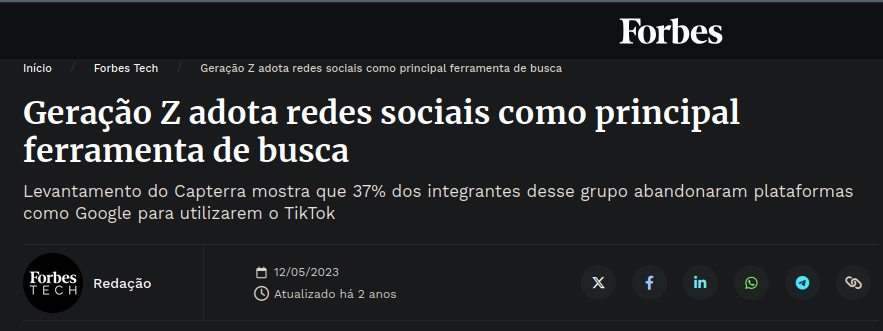 Forbes
Início / Forbes Tech / Geração Z adota redes sociais como principal ferramenta de busca
Geração Z adota redes sociais como principal
ferramenta de busca
Levantamento do Capterra mostra que 37% dos integrantes desse grupo abandonaram plataformas
como Google para utilizarem o TikTok
Forbes
TECH
Redação
12/05/2023
Atualizado há 2 anos